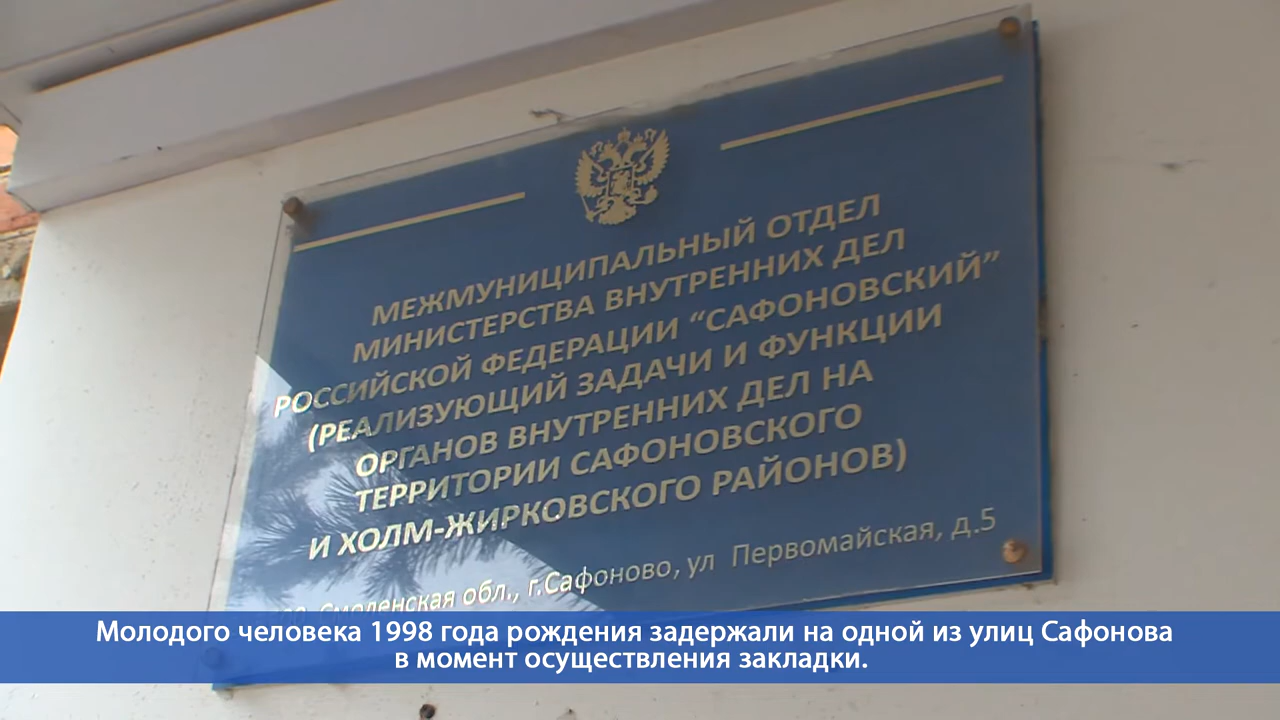 МЕЖМУНИЦИПАЛЬНЫЙ ОТДЕЛ
МИНИСТЕРСТВА ВНУТРЕННИХ ДЕЛ
РОССИЙСКОЙ ФЕДЕРАЦИИ “САФОНОВСКИЙ”
(РЕАЛИЗУЮЩИЙ ЗАДАЧИ И ФУНКЦИИ
ОРГАНОВ ВНУТРЕННИХ ДЕЛ НА
ТЕРРИТОРИИ САФОНОВСКОГО
И ХОЛМ-ЖИРКОВСКОГО РАЙОНОВ)
Смоленская обл., г.Сафоново, ул Первомайская, д.5
Молодого человека 1998 года рождения задержали на одной из улиц Сафонова
в момент осуществления закладки.